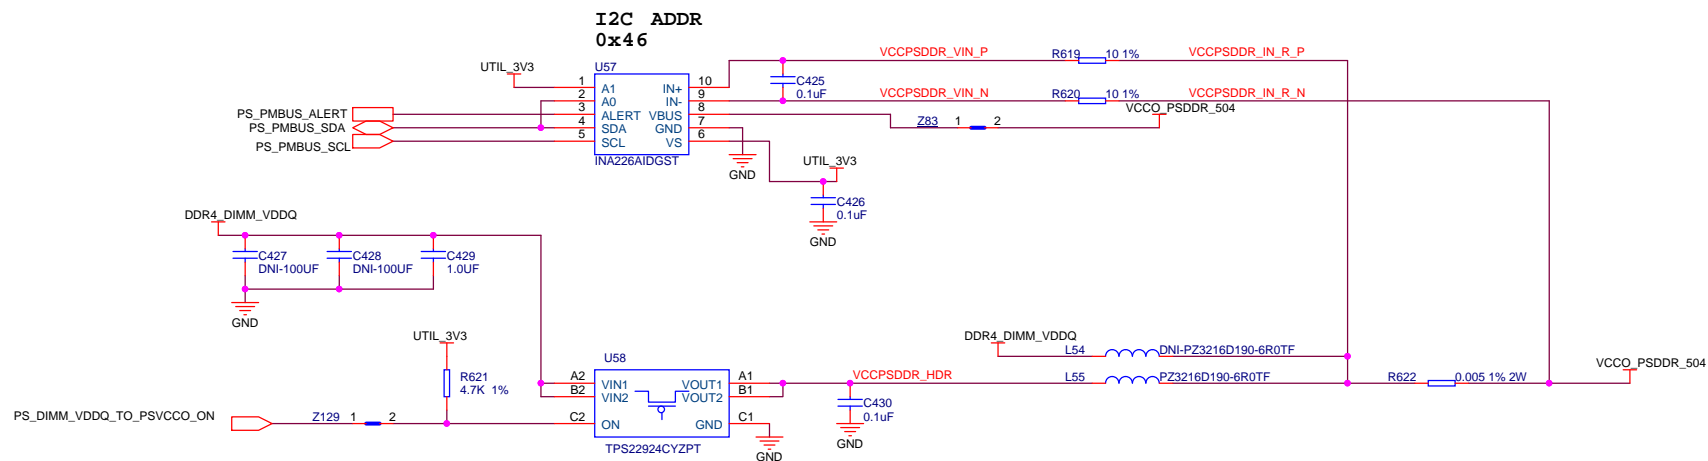 I2C ADDR
0x46
U57
UTIL_3V3
1 A1 IN+ 10
2 A0 IN- 9
3 ALERT VBUS 8
4 SDA GND 7
5 SCL VS 6
INA226AIDGST
PS_PMBUS_ALERT
PS_PMBUS_SDA
PS_PMBUS_SCL
VCCPSDDR_VIN_P R619 10 1% VCCPSDDR_IN_R_P
C425
0.1uF
VCCPSDDR_VIN_N R620 10 1% VCCPSDDR_IN_R_N
VCCO_PSDDR_504
Z83 1 2
GND
UTIL_3V3
C426
0.1uF
GND
DDR4_DIMM_VDDQ
C427
DNI-100UF
C428
DNI-100UF
C429
1.0UF
GND
UTIL_3V3
R621
4.7K 1%
PS_DIMM_VDDQ_TO_PSVCCO_ON
Z129 1 2
U58
A2 VIN1 VOUT1 A1
B2 VIN2 VOUT2 B1
C2 ON GND C1
TPS22924CYZPT
GND
VCCPSDDR_HDR
C430
0.1uF
GND
DDR4_DIMM_VDDQ
L54 DNI-PZ3216D190-6R0TF
L55 PZ3216D190-6R0TF
R622 0.005 1% 2W
VCCO_PSDDR_504